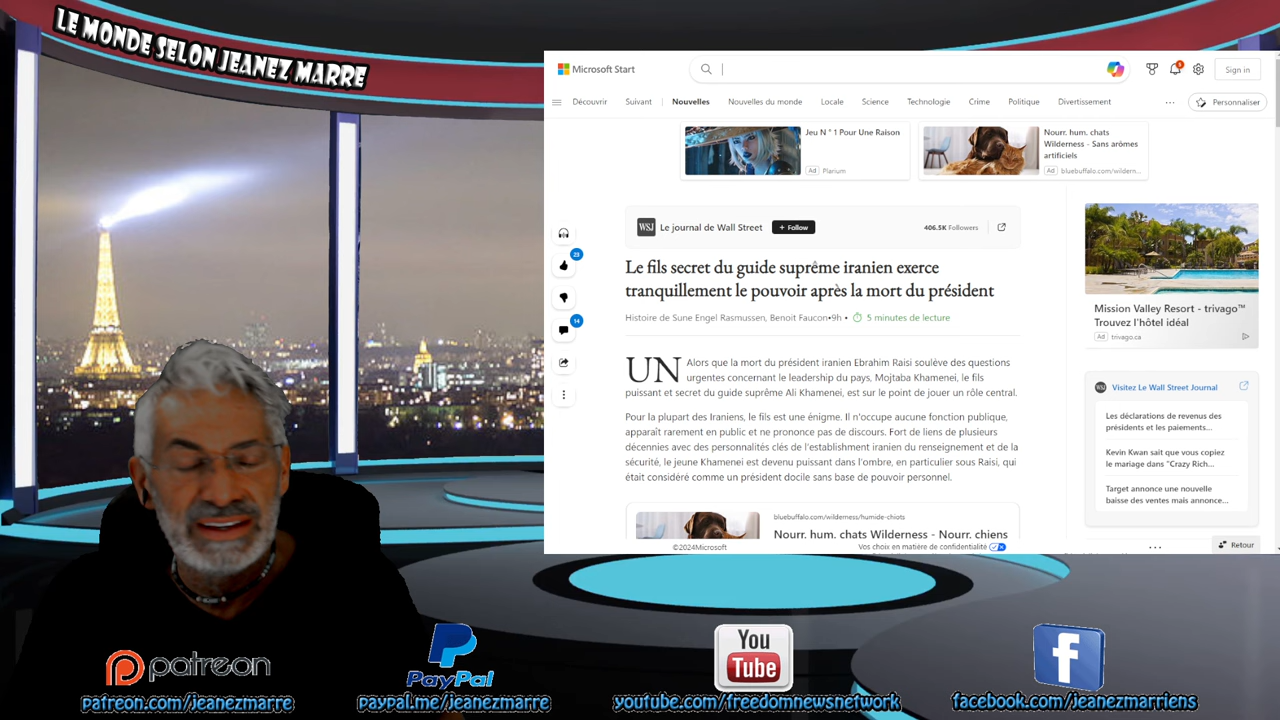 LE MONDE SELON JEANEZ MARRE
Microsoft Start
Sign in
Découvrir Suivant Nouvelles Nouvelles du monde Locale Science Technologie Crime Politique Divertissement ... Personnaliser
Jeu N ° 1 Pour Une Raison
Ad Plarium
Nourr. hum. chats
Wilderness - Sans arômes
artificiels
Ad bluebuffalo.com/wildern...
WSJ Le journal de Wall Street + Follow 406.5K Followers
23
14
Le fils secret du guide suprême iranien exerce
tranquillement le pouvoir après la mort du président
Histoire de Sune Engel Rasmussen, Benoit Faucon•9h • 5 minutes de lecture
UN Alors que la mort du président iranien Ebrahim Raisi soulève des questions
urgentes concernant le leadership du pays, Mojtaba Khamenei, le fils
puissant et secret du guide suprême Ali Khamenei, est sur le point de jouer un rôle central.
Pour la plupart des Iraniens, le fils est une énigme. Il n'occupe aucune fonction publique,
apparaît rarement en public et ne prononce pas de discours. Fort de liens de plusieurs
décennies avec des personnalités clés de l'establishment iranien du renseignement et de la
sécurité, le jeune Khamenei est devenu puissant dans l'ombre, en particulier sous Raisi, qui
était considéré comme un président docile sans base de pouvoir personnel.
bluebuffalo.com/wilderness/humide-chiots
Nourr. hum. chats Wilderness - Nourr. chiens
©2024Microsoft
Vos choix en matière de confidentialité
Mission Valley Resort - trivago™
Trouvez l'hôtel idéal
Ad trivago.ca
WSJ Visitez Le Wall Street Journal
Les déclarations de revenus des
présidents et les paiements...
Kevin Kwan sait que vous copiez
le mariage dans "Crazy Rich...
Target annonce une nouvelle
baisse des ventes mais annonce...
Retour
patreon
patreon.com/jeanezmarre
PayPal
paypal.me/jeanezmarre
You
Tube
youtube.com/freedomnewsnetwork
f
facebook.com/jeanezmarriens